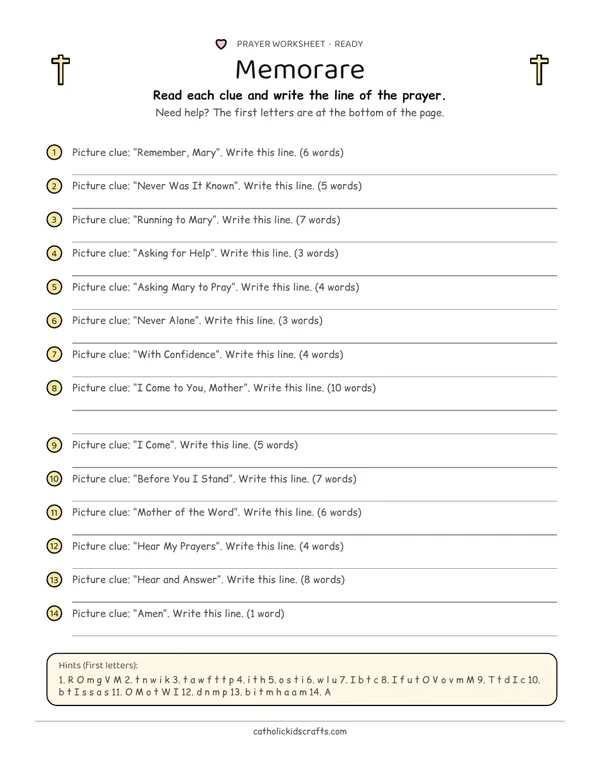 PRAYER WORKSHEET · READY
Memorare
Read each clue and write the line of the prayer.
Need help? The first letters are at the bottom of the page.
1 Picture clue: "Remember, Mary". Write this line. (6 words)
2 Picture clue: "Never Was It Known". Write this line. (5 words)
3 Picture clue: "Running to Mary". Write this line. (7 words)
4 Picture clue: "Asking for Help". Write this line. (3 words)
5 Picture clue: "Asking Mary to Pray". Write this line. (4 words)
6 Picture clue: "Never Alone". Write this line. (3 words)
7 Picture clue: "With Confidence". Write this line. (4 words)
8 Picture clue: "I Come to You, Mother". Write this line. (10 words)
9 Picture clue: "I Come". Write this line. (5 words)
10 Picture clue: "Before You I Stand". Write this line. (7 words)
11 Picture clue: "Mother of the Word". Write this line. (6 words)
12 Picture clue: "Hear My Prayers". Write this line. (4 words)
13 Picture clue: "Hear and Answer". Write this line. (8 words)
14 Picture clue: "Amen". Write this line. (1 word)
Hints (first letters):
1. R O m g V M 2. t n w i k 3. t a w f t t p 4. i t h 5. o s t i 6. w l u 7. I b t c 8. I f u t O V o v m M 9. T t d I c 10.
b t I s s a s 11. O M o t W I 12. d n m p 13. b i t m h a a m 14. A
catholickidscrafts.com